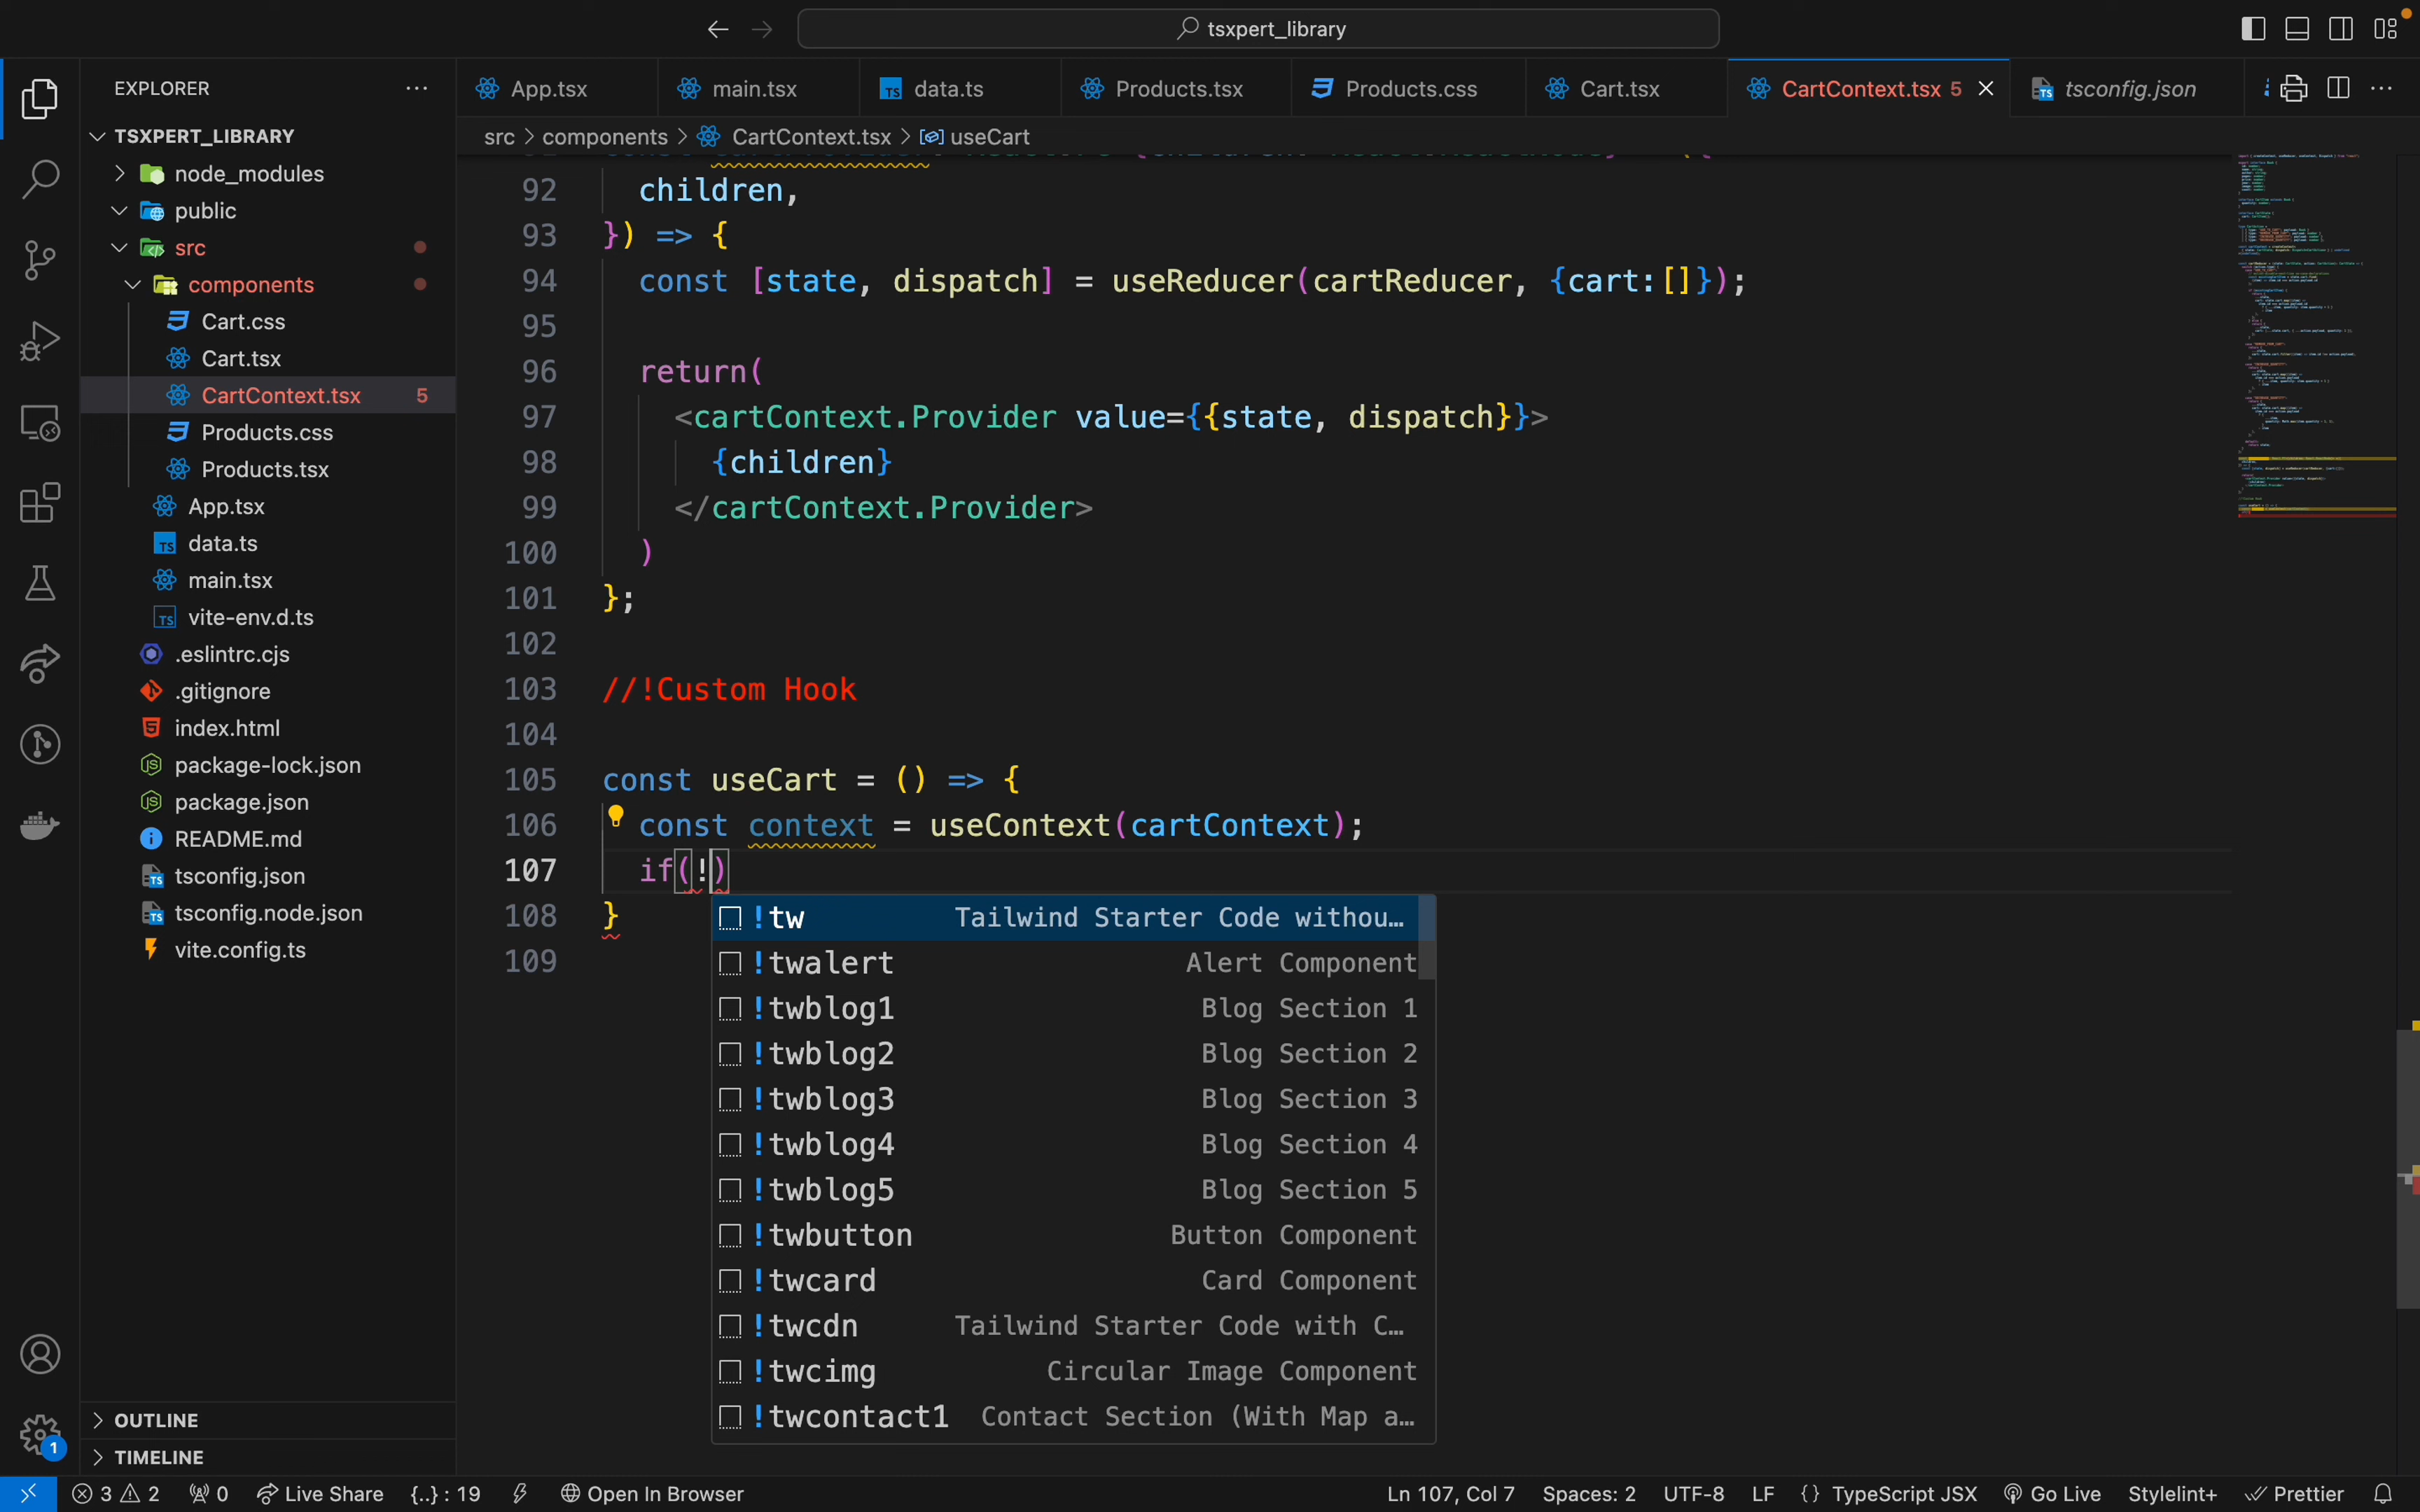 tsxpert_library
EXPLORER
App.tsx
main.tsx
data.ts
Products.tsx
Products.css
Cart.tsx
CartContext.tsx 5
tsconfig.json
TSXPERT_LIBRARY
node_modules
public
src
components
Cart.css
Cart.tsx
CartContext.tsx 5
Products.css
Products.tsx
App.tsx
data.ts
main.tsx
vite-env.d.ts
.eslintrc.cjs
.gitignore
index.html
package-lock.json
package.json
README.md
tsconfig.json
tsconfig.node.json
vite.config.ts
OUTLINE
TIMELINE
src > components > CartContext.tsx > useCart
92 children,
93 }) => {
94 const [state, dispatch] = useReducer(cartReducer, {cart:[]});
95
96 return(
97 <cartContext.Provider value={{state, dispatch}}>
98 {children}
99 </cartContext.Provider>
100 )
101 };
102
103 //!Custom Hook
104
105 const useCart = () => {
106 const context = useContext(cartContext);
107 if(!)
108 }
109
!tw Tailwind Starter Code withou…
!twalert Alert Component
!twblog1 Blog Section 1
!twblog2 Blog Section 2
!twblog3 Blog Section 3
!twblog4 Blog Section 4
!twblog5 Blog Section 5
!twbutton Button Component
!twcard Card Component
!twcdn Tailwind Starter Code with C…
!twcimg Circular Image Component
!twcontact1 Contact Section (With Map a…
1
3 2 0 Live Share {..} : 19 Open In Browser Ln 107, Col 7 Spaces: 2 UTF-8 LF {} TypeScript JSX Go Live Stylelint+ Prettier